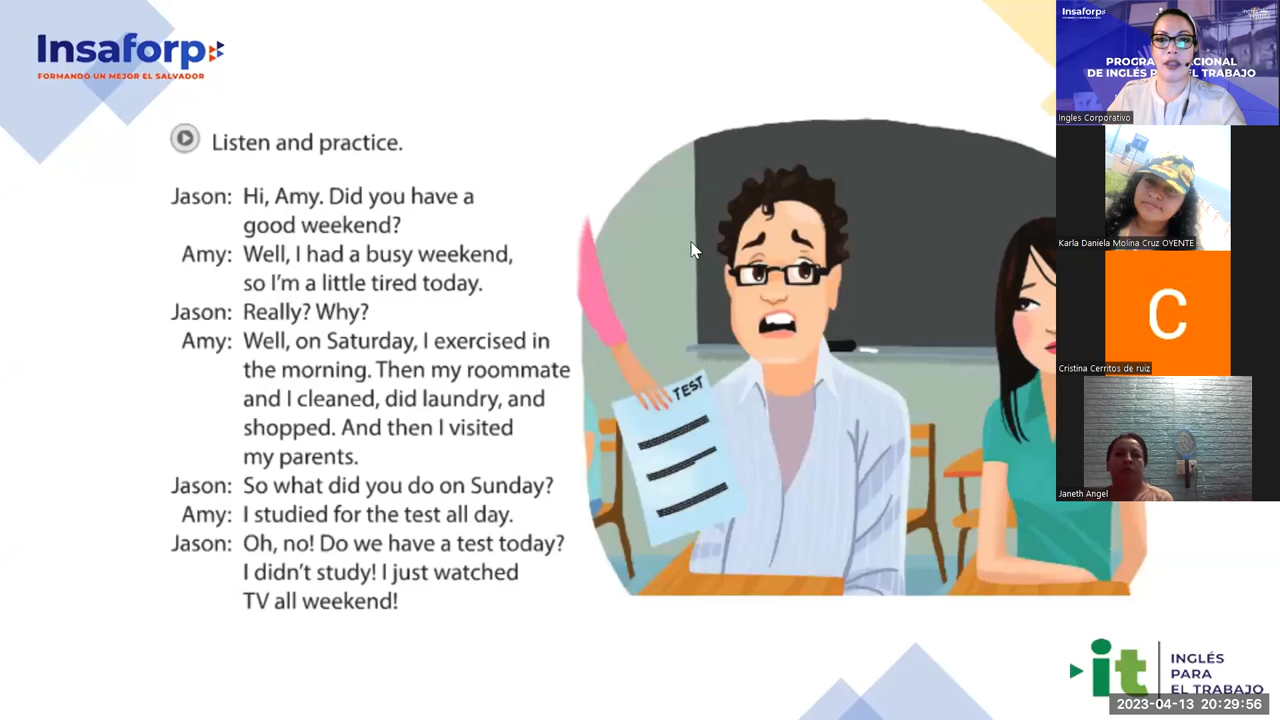 Insaforp
FORMANDO UN MEJOR EL SALVADOR
Listen and practice.
Jason: Hi, Amy. Did you have a
good weekend?
Amy: Well, I had a busy weekend,
so I'm a little tired today.
Jason: Really? Why?
Amy: Well, on Saturday, I exercised in
the morning. Then my roommate
and I cleaned, did laundry, and
shopped. And then I visited
my parents.
Jason: So what did you do on Sunday?
Amy: I studied for the test all day.
Jason: Oh, no! Do we have a test today?
I didn't study! I just watched
TV all weekend!
TEST
Insaforp
DE INGLÉS
EL TRABAJO
Ingles Corporativo
Karla Daniela Molina Cruz OYENTE
C
Cristina Cerritos de ruiz
Janeth Angel
it
INGLÉS
PARA
EL TRABAJO
2023-04-13 20:29:56